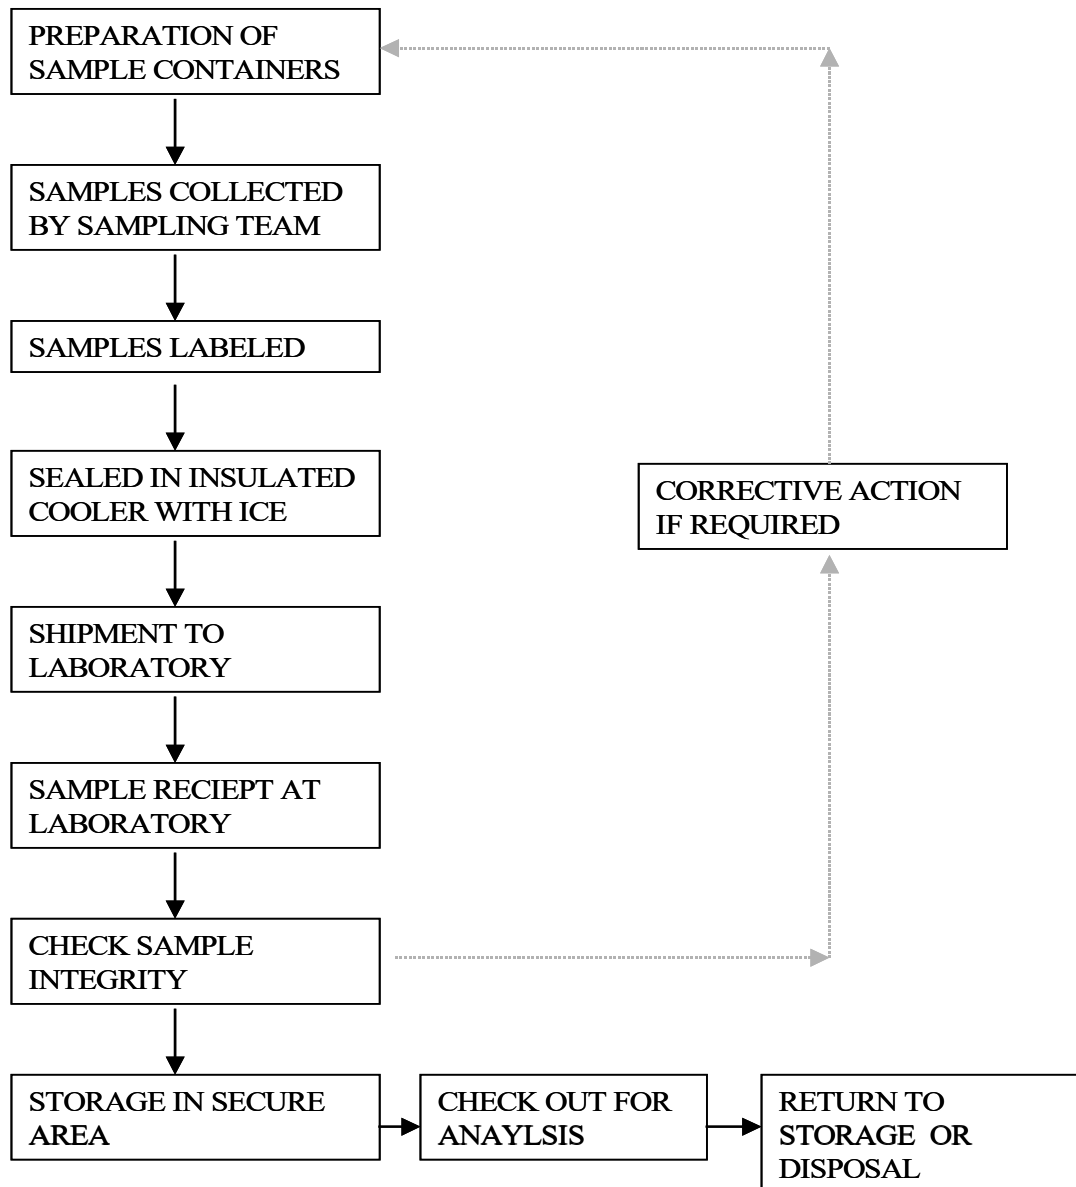 PREPARATION OF
SAMPLE CONTAINERS
SAMPLES COLLECTED
BY SAMPLING TEAM
SAMPLES LABELED
SEALED IN INSULATED
COOLER WITH ICE
CORRECTIVE ACTION
IF REQUIRED
SHIPMENT TO
LABORATORY
SAMPLE RECIEPT AT
LABORATORY
CHECK SAMPLE
INTEGRITY
STORAGE IN SECURE
AREA
CHECK OUT FOR
ANAYLSIS
RETURN TO
STORAGE OR
DISPOSAL